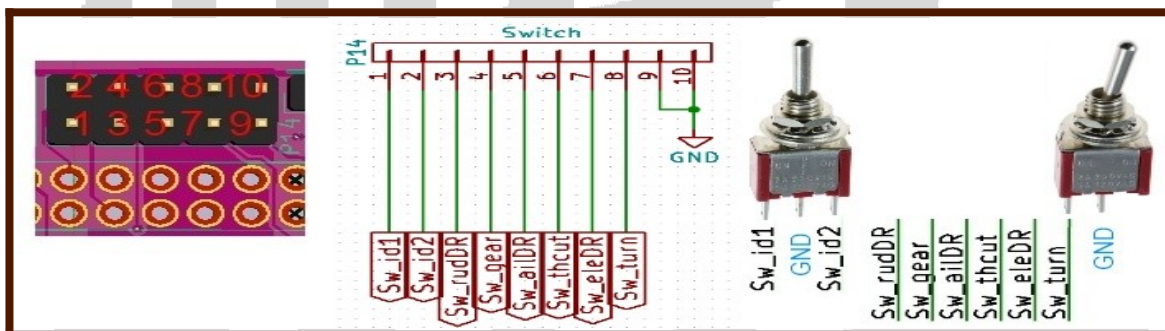 2 4 6 8 10
1 3 5 7 9
P14
Switch
P14
1 2 3 4 5 6 7 8 9 10
GND
Sw_id1
Sw_id2
Sw_rudDR
Sw_gear
Sw_ailDR
Sw_thcut
Sw_eleDR
Sw_turn
Sw_id1
GND
Sw_id2
Sw_rudDR
Sw_gear
Sw_ailDR
Sw_thcut
Sw_eleDR
Sw_turn
GND